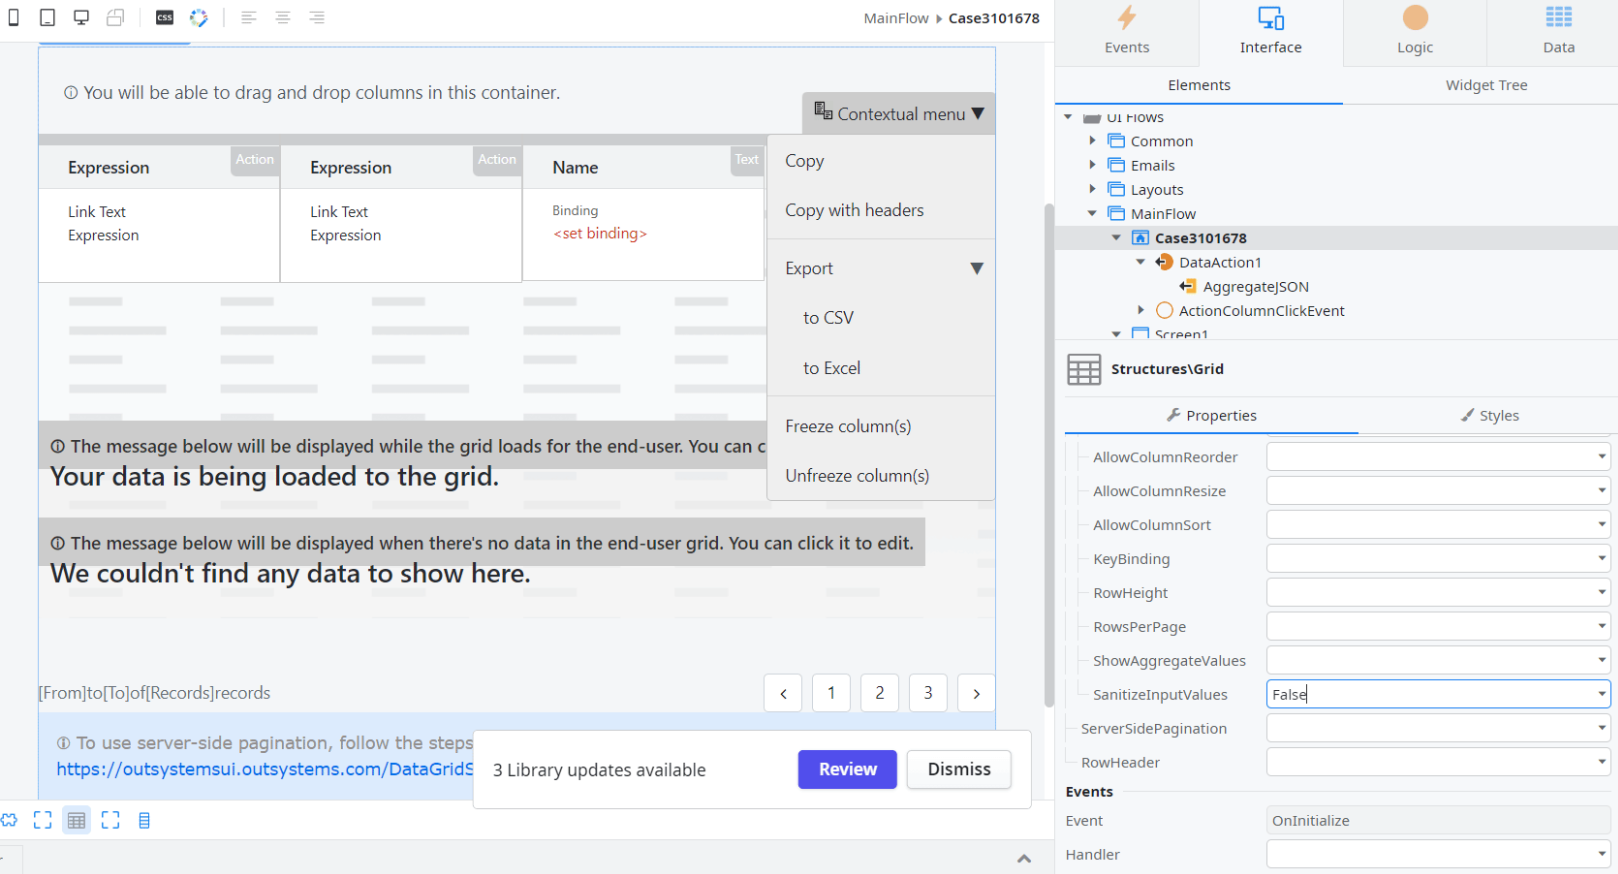 css
MainFlow ▸ Case3101678
Events
Interface
Logic
Data
Elements
Widget Tree
You will be able to drag and drop columns in this container.
Contextual menu
Copy
Copy with headers
Export
to CSV
to Excel
Freeze column(s)
Unfreeze column(s)
Expression
Action
Expression
Action
Name
Text
Link Text
Expression
Link Text
Expression
Binding
<set binding>
The message below will be displayed while the grid loads for the end-user. You can c
Your data is being loaded to the grid.
The message below will be displayed when there's no data in the end-user grid. You can click it to edit.
We couldn't find any data to show here.
[From]to[To]of[Records]records
‹ 1 2 3 ›
To use server-side pagination, follow the steps
https://outsystemsui.outsystems.com/DataGridS
3 Library updates available
Review
Dismiss
UI Flows
Common
Emails
Layouts
MainFlow
Case3101678
DataAction1
AggregateJSON
ActionColumnClickEvent
Screen1
Structures\Grid
Properties
Styles
AllowColumnReorder
AllowColumnResize
AllowColumnSort
KeyBinding
RowHeight
RowsPerPage
ShowAggregateValues
SanitizeInputValues False
ServerSidePagination
RowHeader
Events
Event OnInitialize
Handler